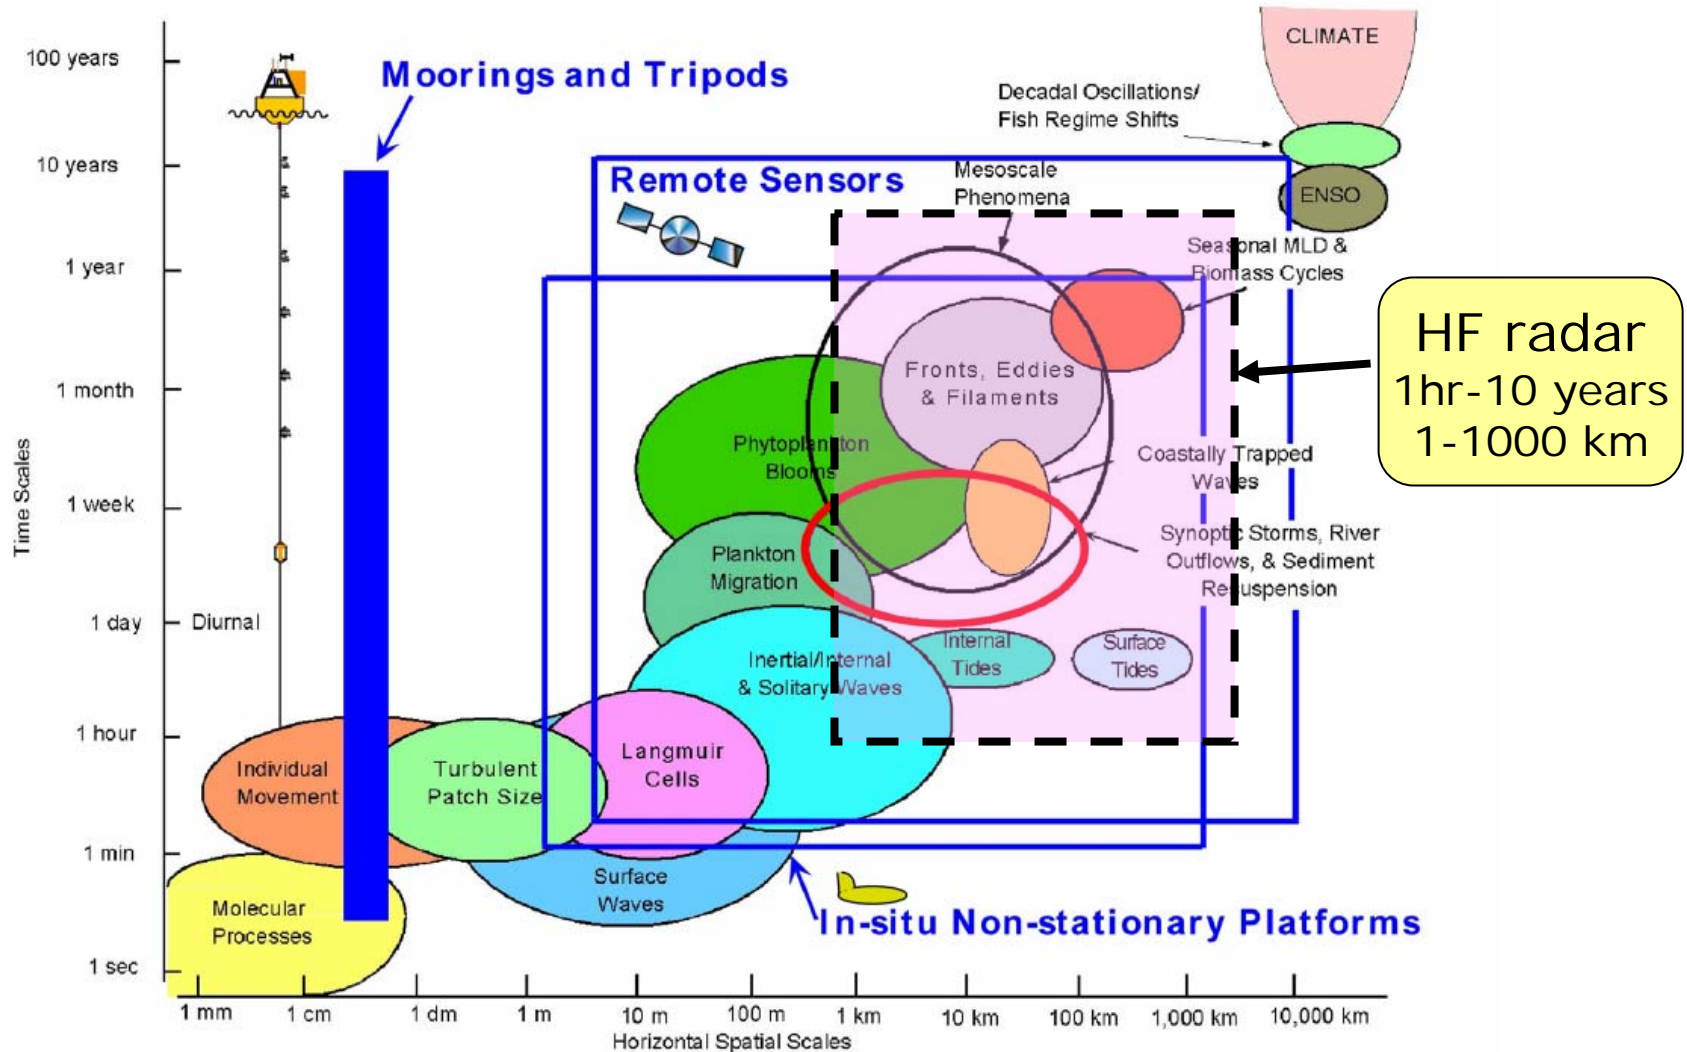 100 years
10 years
1 year
1 month
1 week
1 day
1 hour
1 min
1 sec
Time Scales
Diurnal
Moorings and Tripods
Remote Sensors
Decadal Oscillations/
Fish Regime Shifts
CLIMATE
ENSO
Mesoscale
Phenomena
Seasonal MLD &
Biomass Cycles
HF radar
1hr-10 years
1-1000 km
Fronts, Eddies
& Filaments
Phytoplankton
Blooms
Coastally Trapped
Waves
Synoptic Storms, River
Outflows, & Sediment
Resuspension
Plankton
Migration
Internal
Tides
Surface
Tides
Inertial/Internal
& Solitary Waves
Langmuir
Cells
Individual
Movement
Turbulent
Patch Size
Surface
Waves
Molecular
Processes
In-situ Non-stationary Platforms
1 mm
1 cm
1 dm
1 m
10 m
100 m
1 km
10 km
100 km
1,000 km
10,000 km
Horizontal Spatial Scales